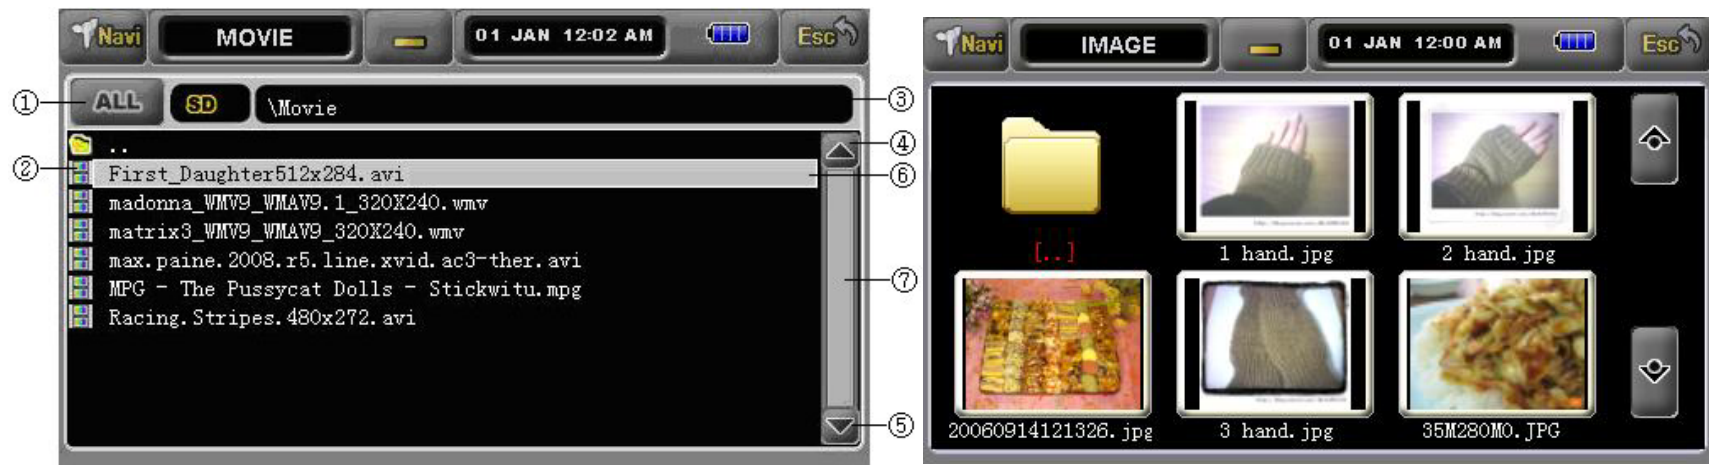 Navi MOVIE 01 JAN 12:02 AM Esc
① ALL SD \Movie ③
.. ④
② First_Daughter512x284.avi ⑥
madonna_WMV9_WMAV9.1_320X240.wmv
matrix3_WMV9_WMAV9_320X240.wmv
max.paine.2008.r5.line.xvid.ac3-ther.avi
MPG - The Pussycat Dolls - Stickwitu.mpg ⑦
Racing.Stripes.480x272.avi
⑤
Navi IMAGE 01 JAN 12:00 AM Esc
[..] 1 hand.jpg 2 hand.jpg
20060914121326.jpg 3 hand.jpg 35M280M0.JPG